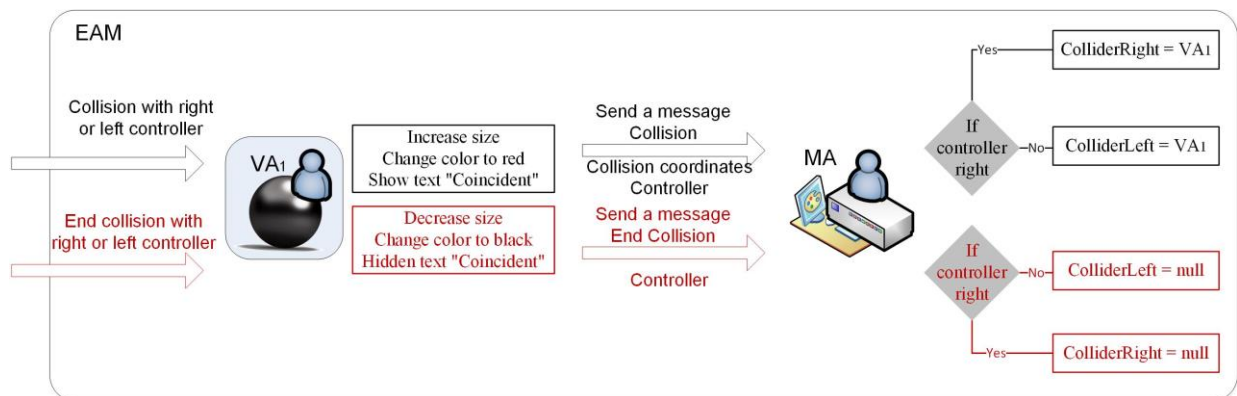 EAM
Collision with right
or left controller
VA1
Increase size
Change color to red
Show text "Coincident"
Send a message
Collision
Collision coordinates
Controller
MA
If
controller
right
Yes
ColliderRight = VA1
No
ColliderLeft = VA1
End collision with
right or left controller
Decrease size
Change color to black
Hidden text "Coincident"
Send a message
End Collision
Controller
If
controller
right
No
ColliderLeft = null
Yes
ColliderRight = null